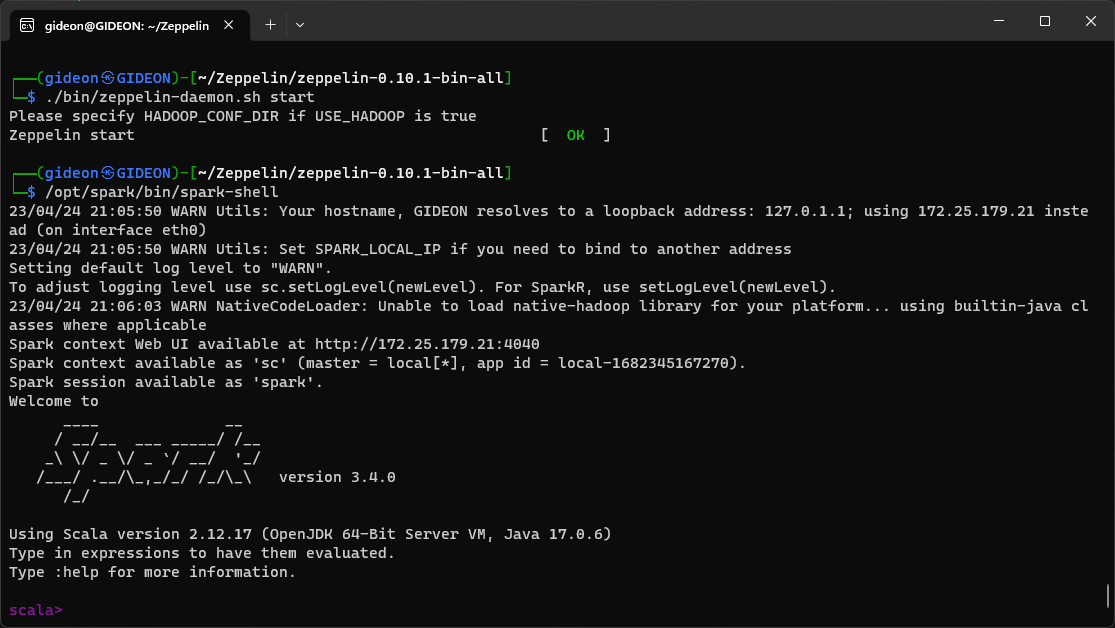 gideon@GIDEON: ~/Zeppelin
┌──(gideon㉿GIDEON)-[~/Zeppelin/zeppelin-0.10.1-bin-all]
└─$ ./bin/zeppelin-daemon.sh start
Please specify HADOOP_CONF_DIR if USE_HADOOP is true
Zeppelin start                                             [  OK  ]
┌──(gideon㉿GIDEON)-[~/Zeppelin/zeppelin-0.10.1-bin-all]
└─$ /opt/spark/bin/spark-shell
23/04/24 21:05:50 WARN Utils: Your hostname, GIDEON resolves to a loopback address: 127.0.1.1; using 172.25.179.21 inste
ad (on interface eth0)
23/04/24 21:05:50 WARN Utils: Set SPARK_LOCAL_IP if you need to bind to another address
Setting default log level to "WARN".
To adjust logging level use sc.setLogLevel(newLevel). For SparkR, use setLogLevel(newLevel).
23/04/24 21:06:03 WARN NativeCodeLoader: Unable to load native-hadoop library for your platform... using builtin-java cl
asses where applicable
Spark context Web UI available at http://172.25.179.21:4040
Spark context available as 'sc' (master = local[*], app id = local-1682345167270).
Spark session available as 'spark'.
Welcome to
      ____              __
     / __/__  ___ _____/ /__
    _\ \/ _ \/ _ `/ __/  '_/
   /___/ .__/\_,_/_/ /_/\_\   version 3.4.0
      /_/
Using Scala version 2.12.17 (OpenJDK 64-Bit Server VM, Java 17.0.6)
Type in expressions to have them evaluated.
Type :help for more information.
scala>